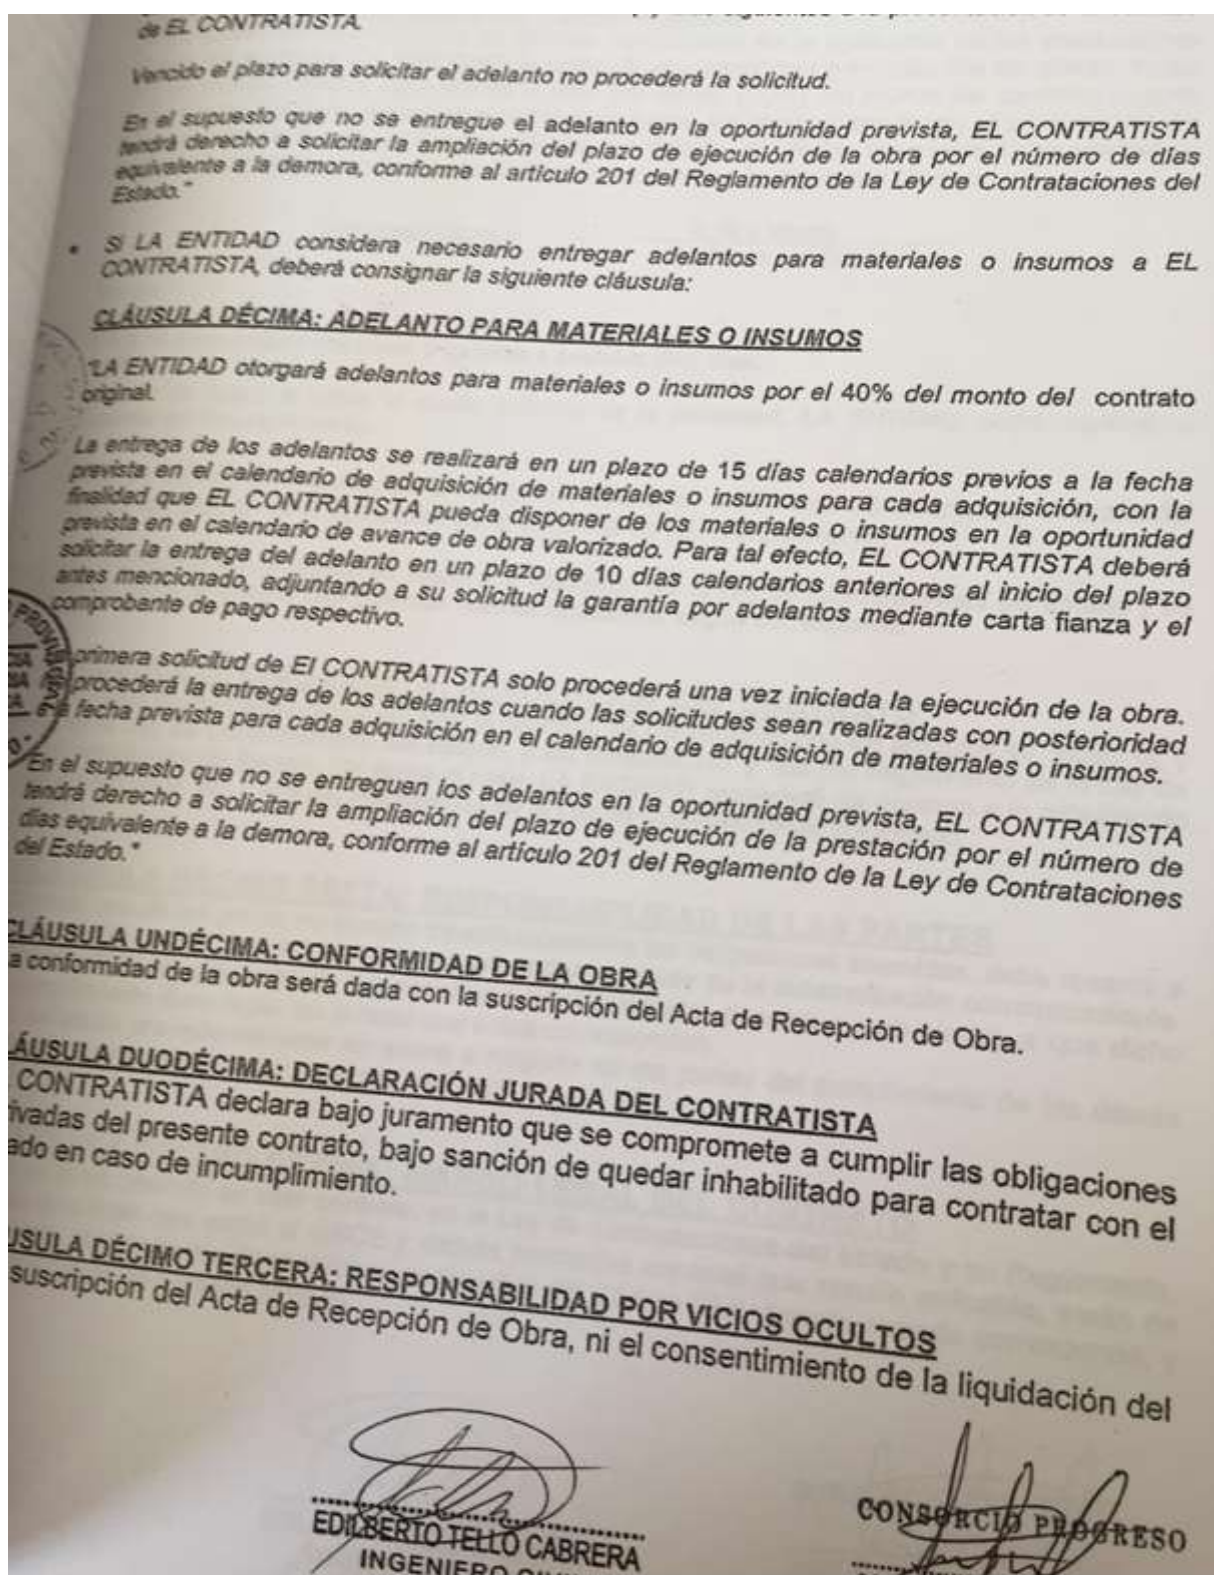 de EL CONTRATISTA.
Vencido el plazo para solicitar el adelanto no procederá la solicitud.
En el supuesto que no se entregue el adelanto en la oportunidad prevista, EL CONTRATISTA
tendrá derecho a solicitar la ampliación del plazo de ejecución de la obra por el número de días
equivalente a la demora, conforme al artículo 201 del Reglamento de la Ley de Contrataciones del
Estado."
• Si LA ENTIDAD considera necesario entregar adelantos para materiales o insumos a EL
CONTRATISTA, deberá consignar la siguiente cláusula:
CLÁUSULA DÉCIMA: ADELANTO PARA MATERIALES O INSUMOS
"LA ENTIDAD otorgará adelantos para materiales o insumos por el 40% del monto del contrato
original.
La entrega de los adelantos se realizará en un plazo de 15 días calendarios previos a la fecha
prevista en el calendario de adquisición de materiales o insumos para cada adquisición, con la
finalidad que EL CONTRATISTA pueda disponer de los materiales o insumos en la oportunidad
prevista en el calendario de avance de obra valorizado. Para tal efecto, EL CONTRATISTA deberá
solicitar la entrega del adelanto en un plazo de 10 días calendarios anteriores al inicio del plazo
antes mencionado, adjuntando a su solicitud la garantía por adelantos mediante carta fianza y el
comprobante de pago respectivo.
primera solicitud de El CONTRATISTA solo procederá una vez iniciada la ejecución de la obra.
procederá la entrega de los adelantos cuando las solicitudes sean realizadas con posterioridad
a la fecha prevista para cada adquisición en el calendario de adquisición de materiales o insumos.
En el supuesto que no se entreguen los adelantos en la oportunidad prevista, EL CONTRATISTA
tendrá derecho a solicitar la ampliación del plazo de ejecución de la prestación por el número de
días equivalente a la demora, conforme al artículo 201 del Reglamento de la Ley de Contrataciones
del Estado."
CLÁUSULA UNDÉCIMA: CONFORMIDAD DE LA OBRA
a conformidad de la obra será dada con la suscripción del Acta de Recepción de Obra.
ÁUSULA DUODÉCIMA: DECLARACIÓN JURADA DEL CONTRATISTA
CONTRATISTA declara bajo juramento que se compromete a cumplir las obligaciones
ivadas del presente contrato, bajo sanción de quedar inhabilitado para contratar con el
ado en caso de incumplimiento.
USULA DÉCIMO TERCERA: RESPONSABILIDAD POR VICIOS OCULTOS
suscripción del Acta de Recepción de Obra, ni el consentimiento de la liquidación del
EDILBERTO TELLO CABRERA
INGENIERO
CONSORCIO PROGRESO